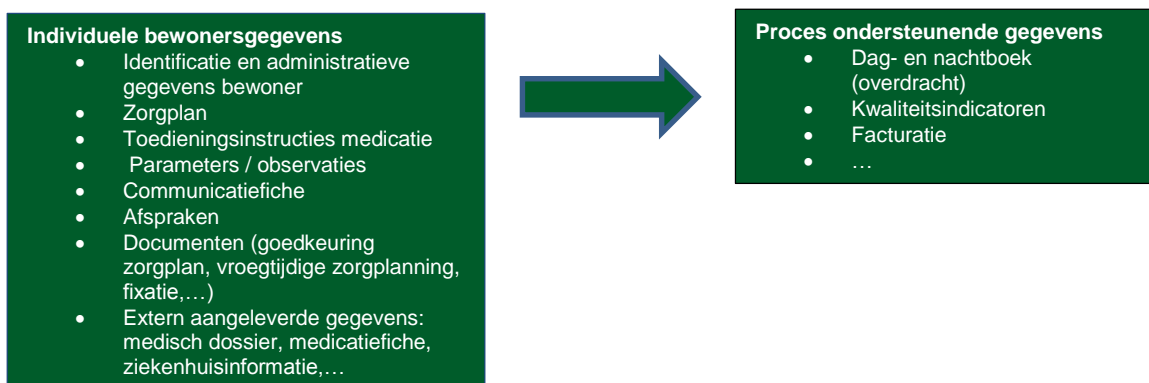 Individuele bewonersgegevens
• Identificatie en administratieve
gegevens bewoner
• Zorgplan
• Toedieningsinstructies medicatie
• Parameters / observaties
• Communicatiefiche
• Afspraken
• Documenten (goedkeuring
zorgplan, vroegtijdige zorgplanning,
fixatie,…)
• Extern aangeleverde gegevens:
medisch dossier, medicatiefiche,
ziekenhuisinformatie,…
Proces ondersteunende gegevens
• Dag- en nachtboek
(overdracht)
• Kwaliteitsindicatoren
• Facturatie
• …